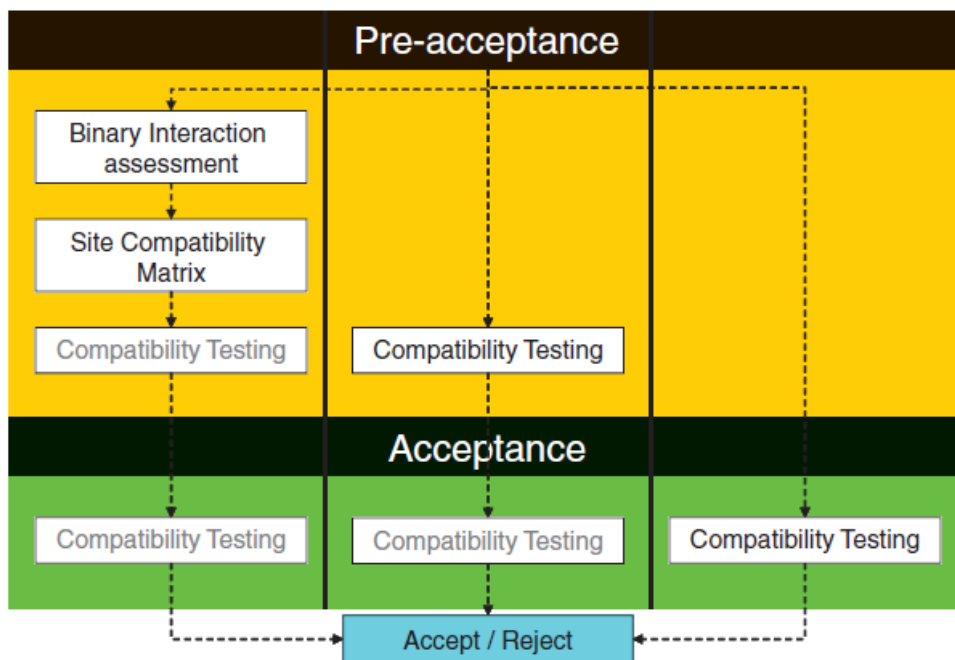 Pre-acceptance
Binary Interaction
assessment
Site Compatibility
Matrix
Compatibility Testing
Compatibility Testing
Acceptance
Compatibility Testing
Compatibility Testing
Compatibility Testing
Accept / Reject